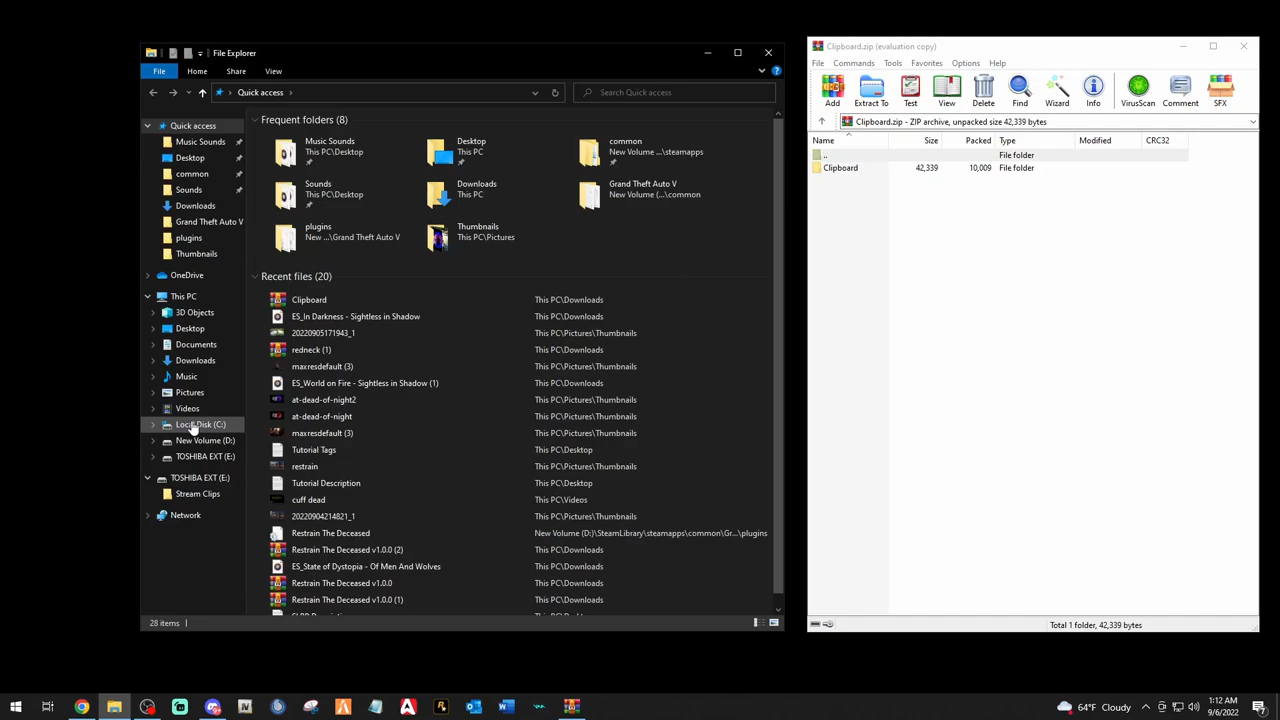 File Explorer
File Home Share View
Quick access
Search Quick access
Quick access
Music Sounds
Desktop
common
Sounds
Downloads
Grand Theft Auto V
plugins
Thumbnails
OneDrive
This PC
3D Objects
Desktop
Documents
Downloads
Music
Pictures
Videos
Local Disk (C:)
New Volume (D:)
TOSHIBA EXT (E:)
TOSHIBA EXT (E:)
Stream Clips
Network
Frequent folders (8)
Music Sounds
This PC\Desktop
Desktop
This PC
common
New Volume ...\steamapps
Sounds
This PC\Desktop
Downloads
This PC
Grand Theft Auto V
New Volume (...\common
plugins
New ...\Grand Theft Auto V
Thumbnails
This PC\Pictures
Recent files (20)
Clipboard This PC\Downloads
ES_In Darkness - Sightless in Shadow This PC\Downloads
20220905171943_1 This PC\Pictures\Thumbnails
redneck (1) This PC\Downloads
maxresdefault (3) This PC\Pictures\Thumbnails
ES_World on Fire - Sightless in Shadow (1) This PC\Downloads
at-dead-of-night2 This PC\Pictures\Thumbnails
at-dead-of-night This PC\Pictures\Thumbnails
maxresdefault (3) This PC\Pictures\Thumbnails
Tutorial Tags This PC\Desktop
restrain This PC\Pictures\Thumbnails
Tutorial Description This PC\Desktop
cuff dead This PC\Videos
20220904214821_1 This PC\Pictures\Thumbnails
Restrain The Deceased New Volume (D:)\SteamLibrary\steamapps\common\Gr...\plugins
Restrain The Deceased v1.0.0 (2) This PC\Downloads
ES_State of Dystopia - Of Men And Wolves This PC\Downloads
Restrain The Deceased v1.0.0 This PC\Downloads
Restrain The Deceased v1.0.0 (1) This PC\Downloads
28 items
Clipboard.zip (evaluation copy)
File Commands Tools Favorites Options Help
Add Extract To Test View Delete Find Wizard Info VirusScan Comment SFX
Clipboard.zip - ZIP archive, unpacked size 42,339 bytes
Name Size Packed Type Modified CRC32
.. File folder
Clipboard 42,339 10,009 File folder
Total 1 folder, 42,339 bytes
64°F Cloudy
1:12 AM
9/6/2022